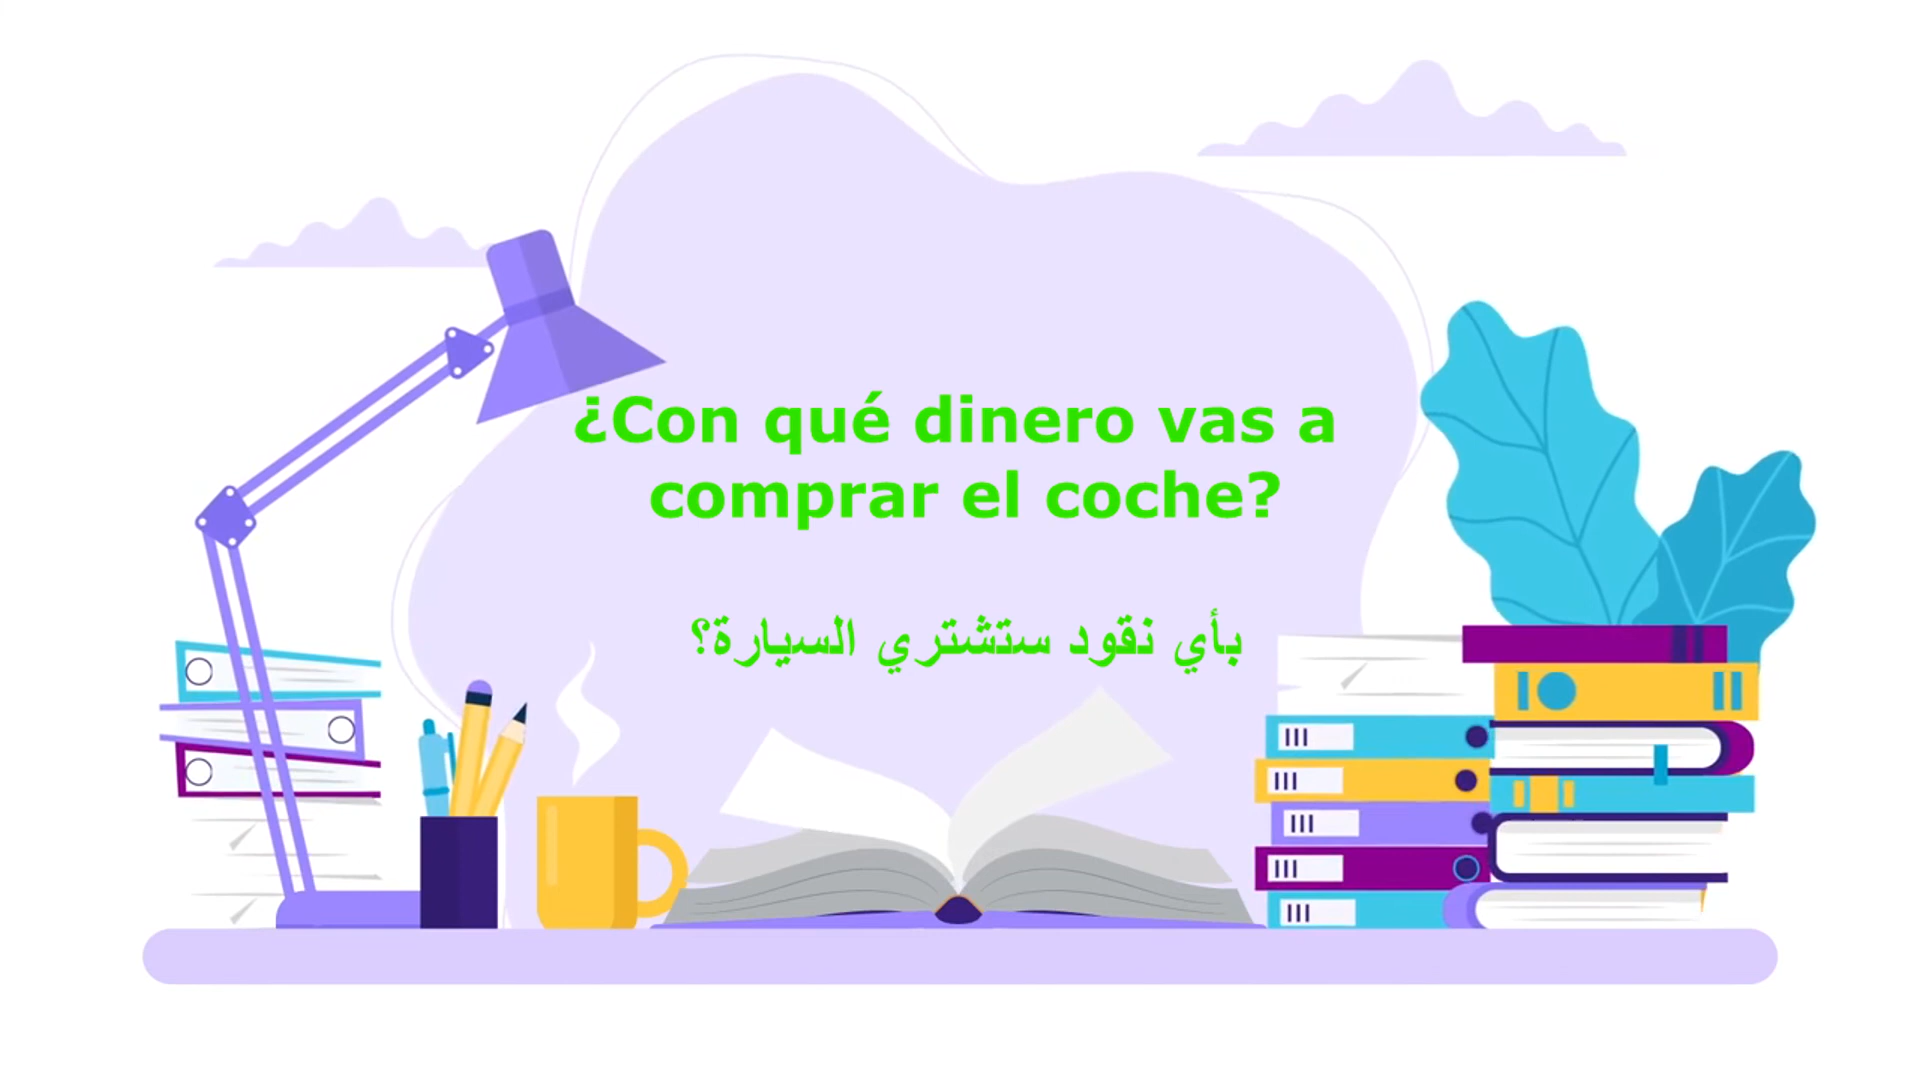 ¿Con qué dinero vas a
comprar el coche?
بأي نقود ستشتري السيارة؟